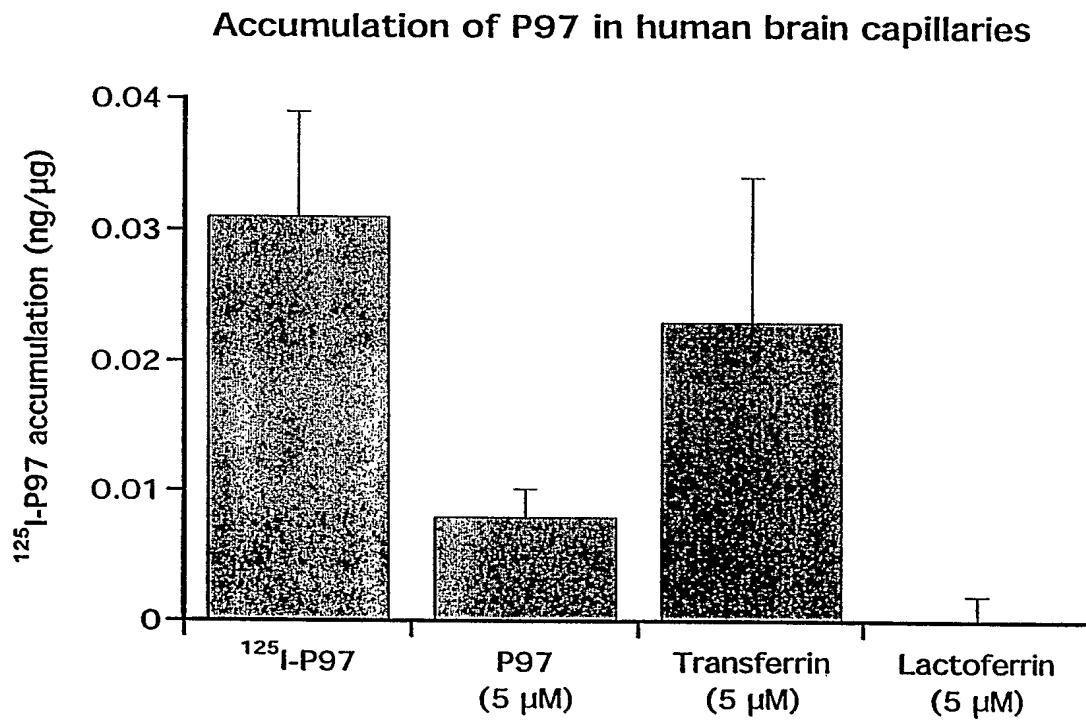 Accumulation of P97 in human brain capillaries
¹²⁵I-P97 accumulation (ng/µg)
0.04
0.03
0.02
0.01
0
¹²⁵I-P97
P97
(5 µM)
Transferrin
(5 µM)
Lactoferrin
(5 µM)